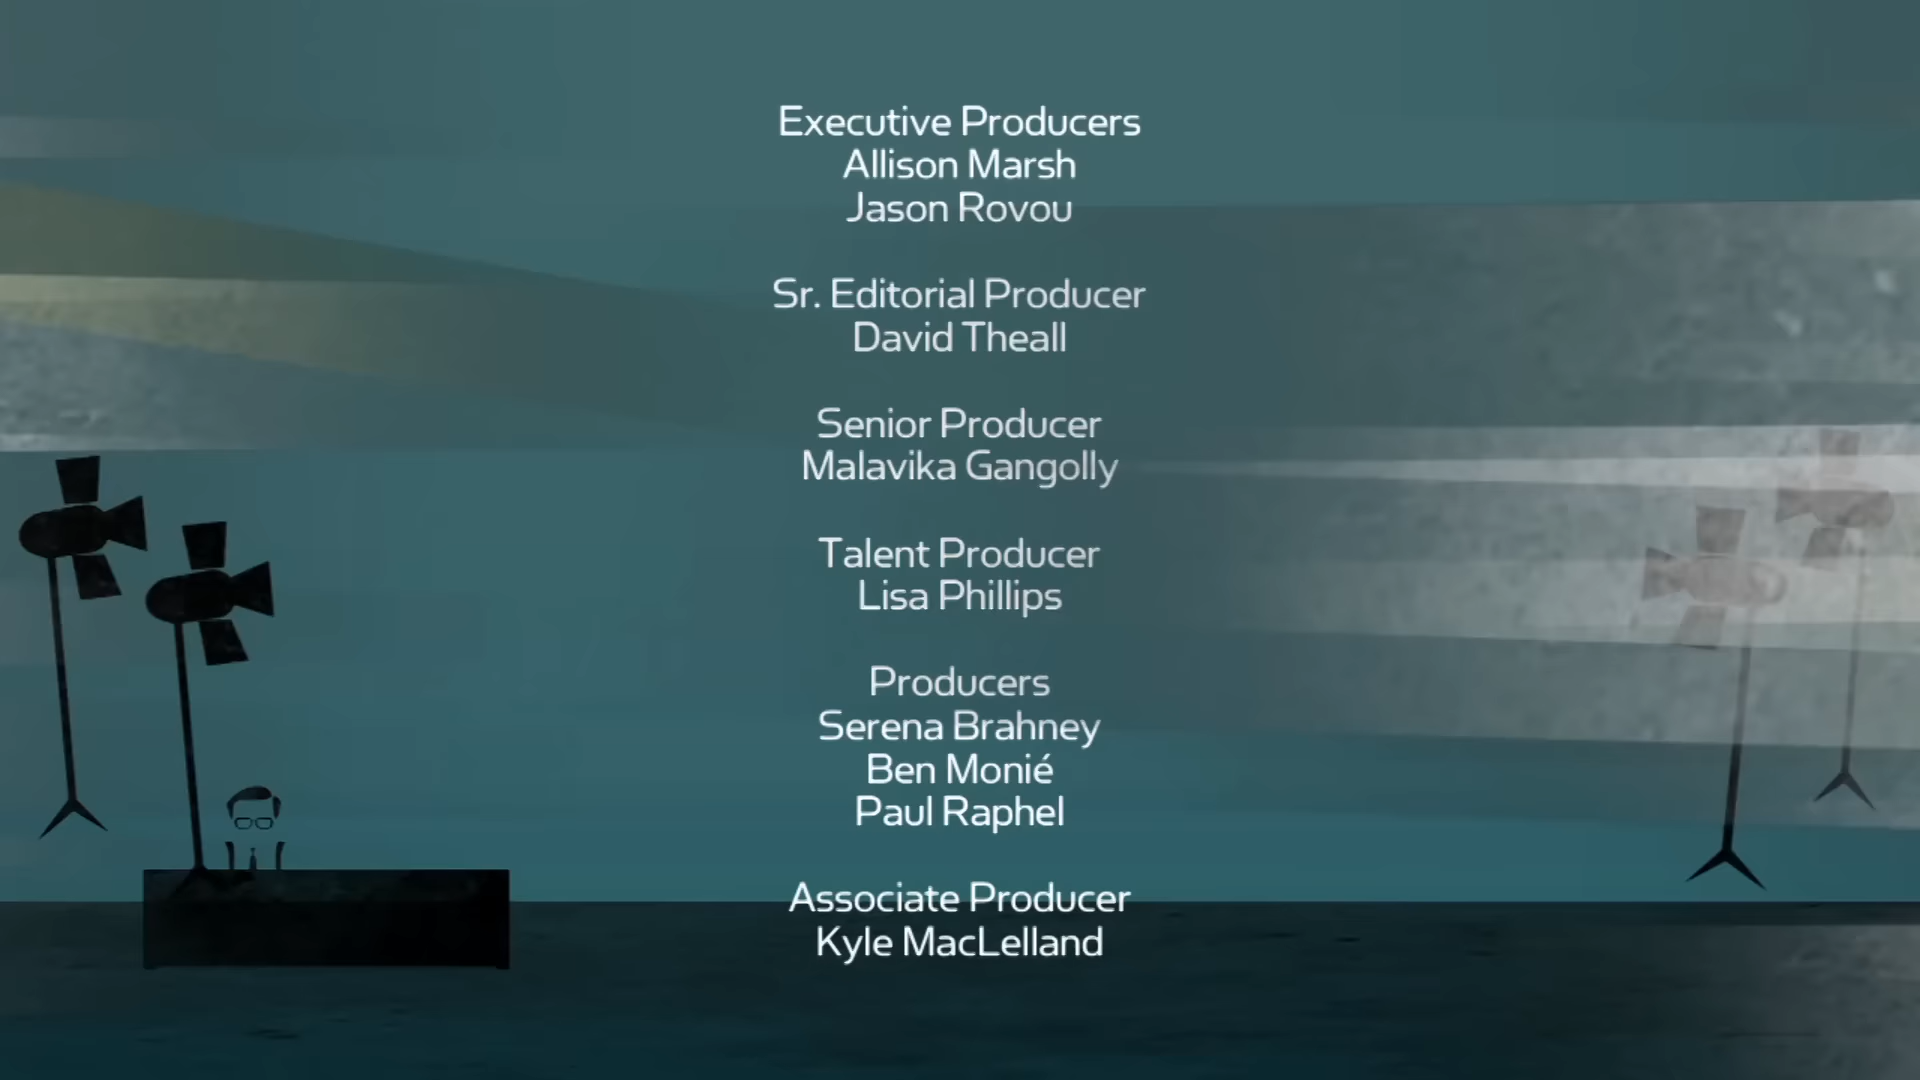 Executive Producers
Allison Marsh
Jason Rovou
Sr. Editorial Producer
David Theall
Senior Producer
Malavika Gangolly
Talent Producer
Lisa Phillips
Producers
Serena Brahney
Ben Monié
Paul Raphel
Associate Producer
Kyle MacLelland